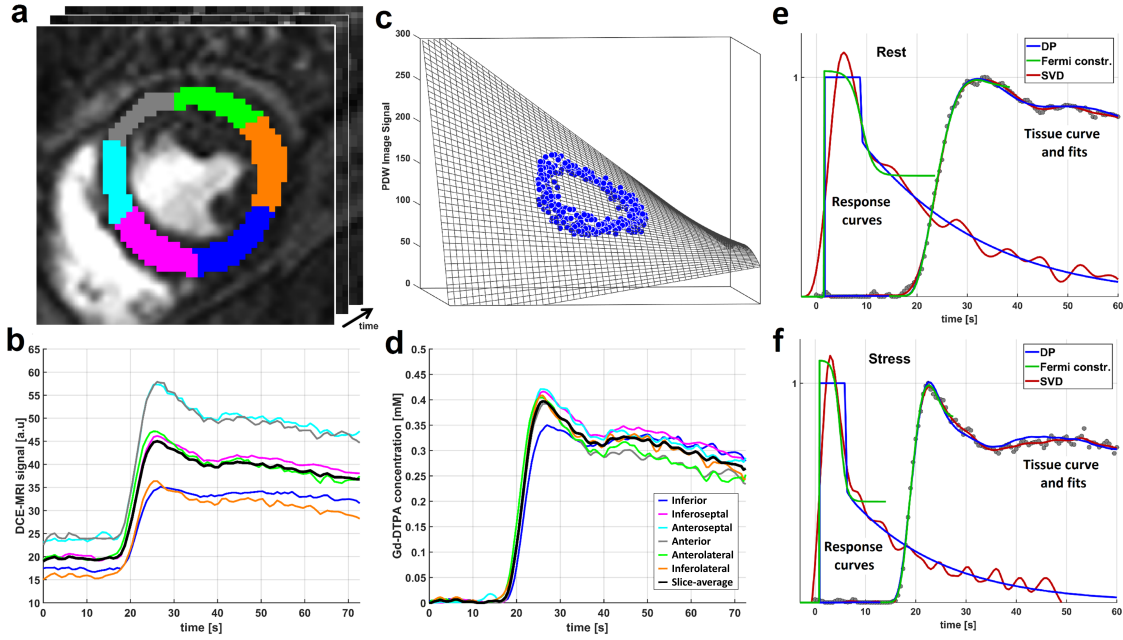 a
time
b
DCE-MRI signal [a.u]
65
60
55
50
45
40
35
30
25
20
15
10
0 10 20 30 40 50 60 70
time [s]
c
PDW Image Signal
300
250
200
150
100
50
0
d
Gd-DTPA concentration [mM]
0.5
0.45
0.4
0.35
0.3
0.25
0.2
0.15
0.1
0.05
0
Inferior
Inferoseptal
Anteroseptal
Anterior
Anterolateral
Inferolateral
Slice-average
0 10 20 30 40 50 60 70
time [s]
e
Rest
DP
Fermi constr.
SVD
1
Tissue curve
and fits
Response
curves
0 10 20 30 40 50 60
time [s]
f
Stress
DP
Fermi constr.
SVD
1
Tissue curve
and fits
Response
curves
0 10 20 30 40 50 60
time [s]